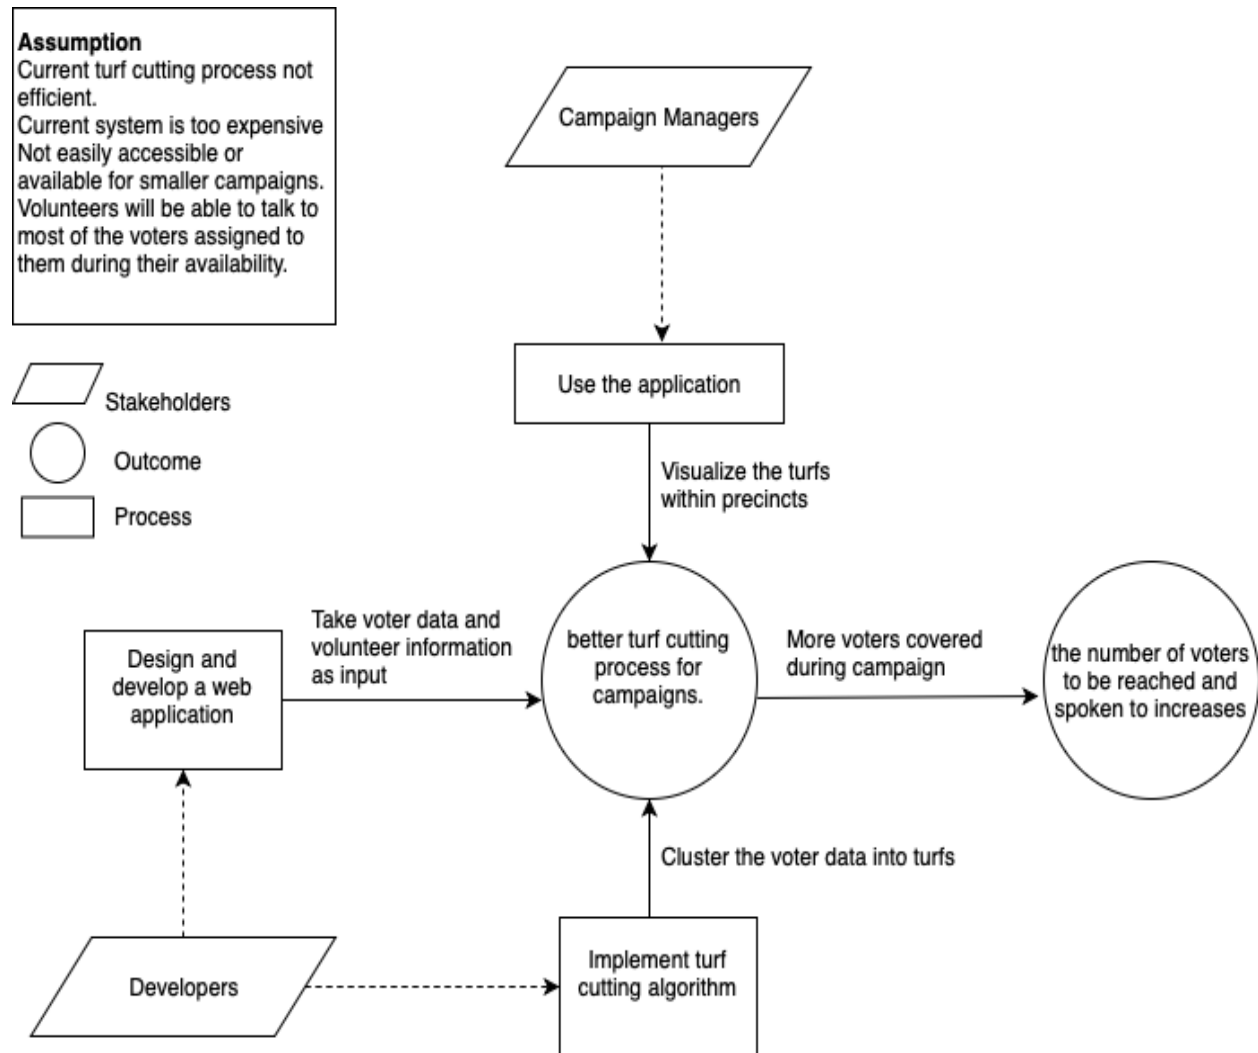 Assumption
Current turf cutting process not
efficient.
Current system is too expensive
Not easily accessible or
available for smaller campaigns.
Volunteers will be able to talk to
most of the voters assigned to
them during their availability.
Campaign Managers
Stakeholders
Outcome
Process
Use the application
Visualize the turfs
within precincts
Design and
develop a web
application
Take voter data and
volunteer information
as input
better turf cutting
process for
campaigns.
More voters covered
during campaign
the number of voters
to be reached and
spoken to increases
Cluster the voter data into turfs
Developers
Implement turf
cutting algorithm